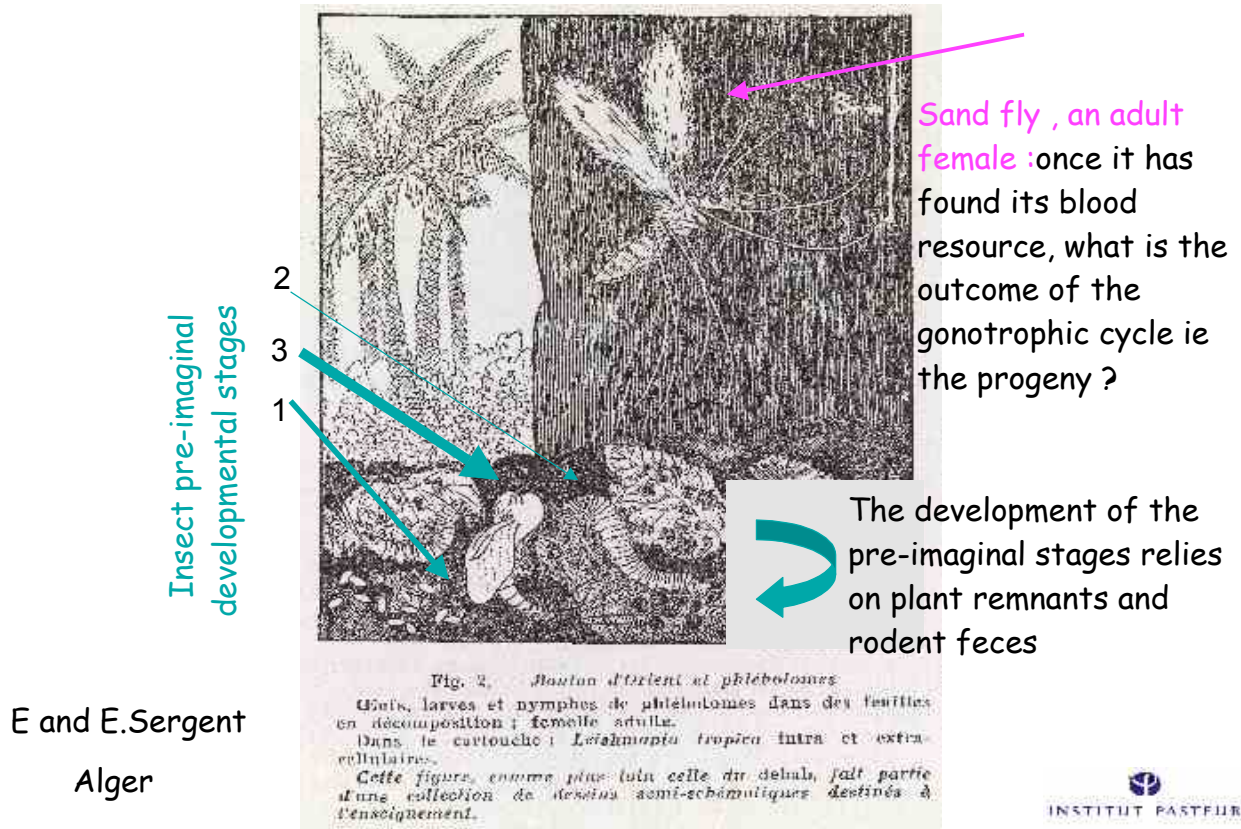 Sand fly , an adult
female :once it has
found its blood
resource, what is the
outcome of the
gonotrophic cycle ie
the progeny ?
2
3
1
Insect pre-imaginal
developmental stages
The development of the
pre-imaginal stages relies
on plant remnants and
rodent feces
Fig. 2. Bouton d'Orient et phlébotomes
Œufs, larves et nymphes de phlébotomes dans des feuilles
en décomposition ; femelle adulte.
Dans le cartouche : Leishmania tropica intra et extra-
cellulaires.
Cette figure, comme plus loin celle du debab, fait partie
d'une collection de dessins semi-schématiques destinés à
l'enseignement.
E and E.Sergent
Alger
INSTITUT PASTEUR